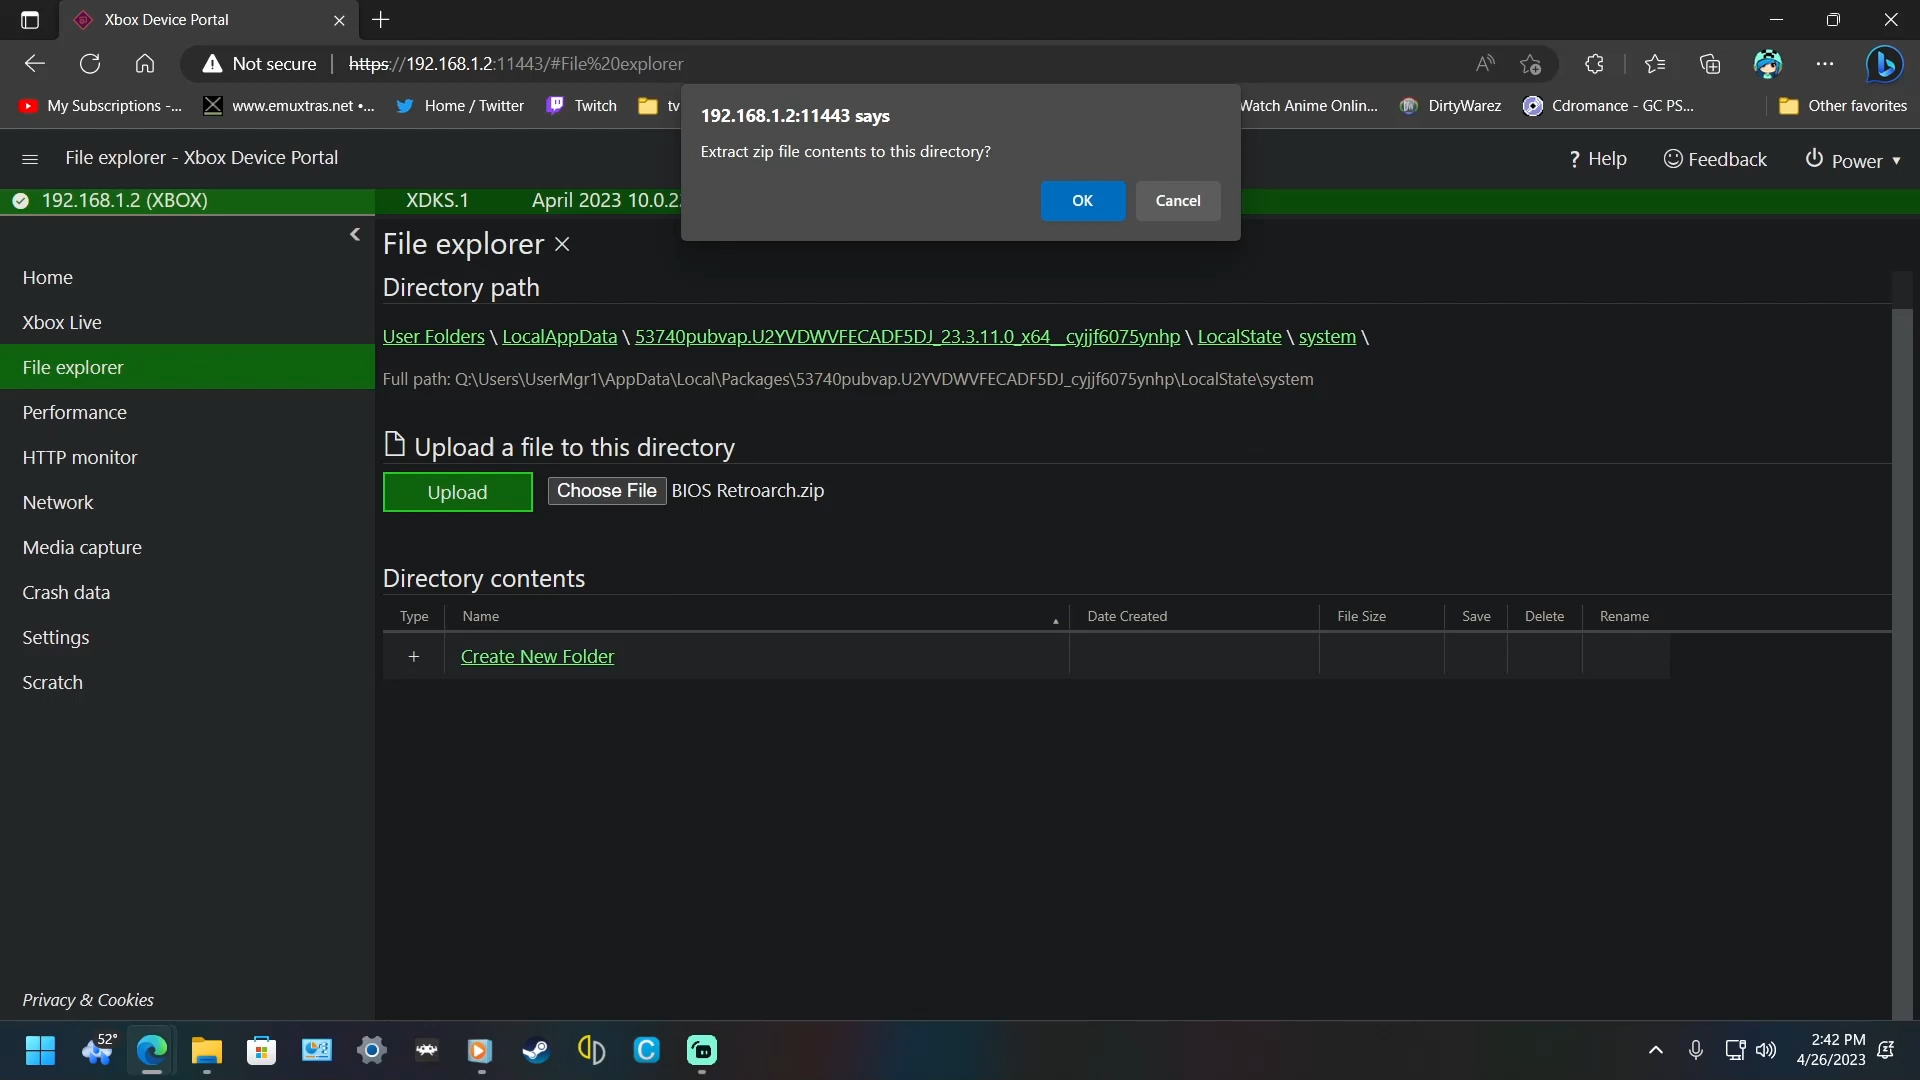 Xbox Device Portal
Not secure
https://192.168.1.2:11443/#File%20explorer
My Subscriptions -...
www.emuxtras.net •...
Home / Twitter
Twitch
tv
Watch Anime Onlin...
DirtyWarez
Cdromance - GC PS...
Other favorites
192.168.1.2:11443 says
Extract zip file contents to this directory?
OK
Cancel
File explorer - Xbox Device Portal
? Help
Feedback
Power
192.168.1.2 (XBOX)
XDKS.1
April 2023 10.0.2
Home
Xbox Live
File explorer
Performance
HTTP monitor
Network
Media capture
Crash data
Settings
Scratch
Privacy & Cookies
File explorer
Directory path
User Folders \ LocalAppData \ 53740pubvap.U2YVDWVFECADF5DJ_23.3.11.0_x64__cyjjf6075ynhp \ LocalState \ system \
Full path: Q:\Users\UserMgr1\AppData\Local\Packages\53740pubvap.U2YVDWVFECADF5DJ_cyjjf6075ynhp\LocalState\system
Upload a file to this directory
Upload
Choose File BIOS Retroarch.zip
Directory contents
Type Name Date Created File Size Save Delete Rename
+ Create New Folder
52°
2:42 PM
4/26/2023